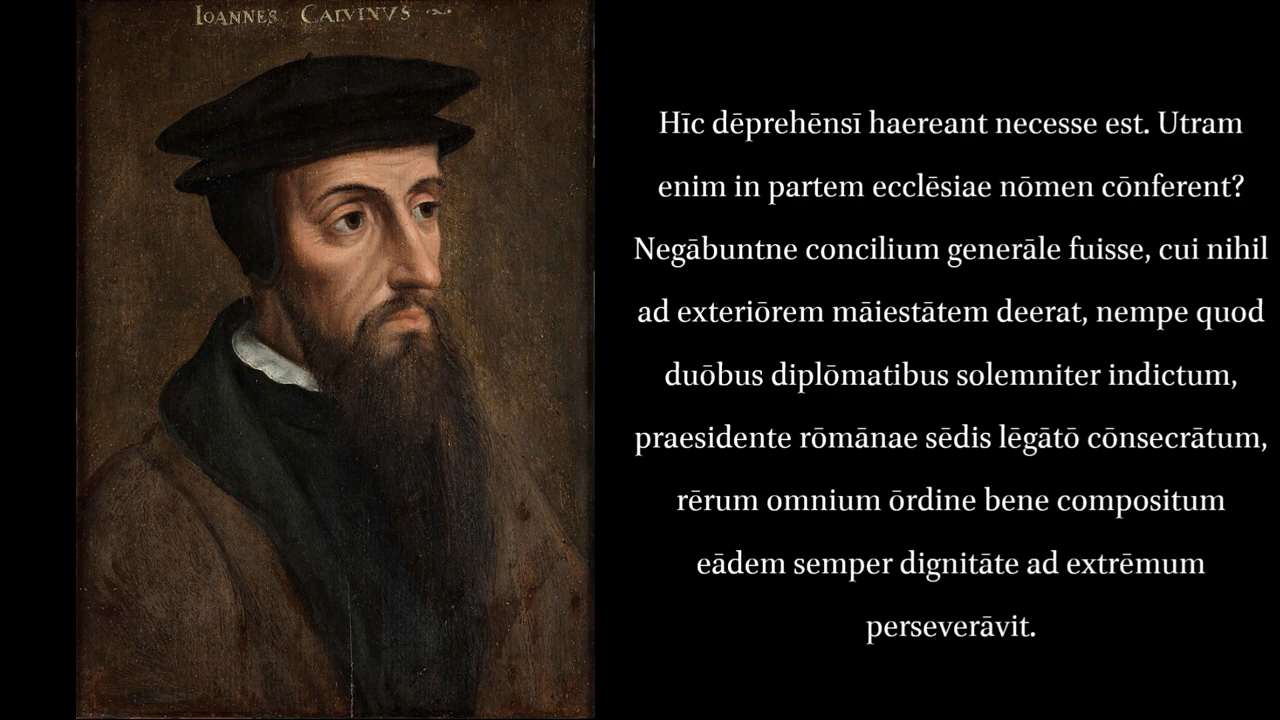 IOANNES CALVINVS
Hīc dēprehēnsī haereant necesse est. Utram
enim in partem ecclēsiae nōmen cōnferent?
Negābuntne concilium generāle fuisse, cui nihil
ad exteriōrem māiestātem deerat, nempe quod
duōbus diplōmatibus solemniter indictum,
praesidente rōmānae sēdis lēgātō cōnsecrātum,
rērum omnium ōrdine bene compositum
eādem semper dignitāte ad extrēmum
perseverāvit.